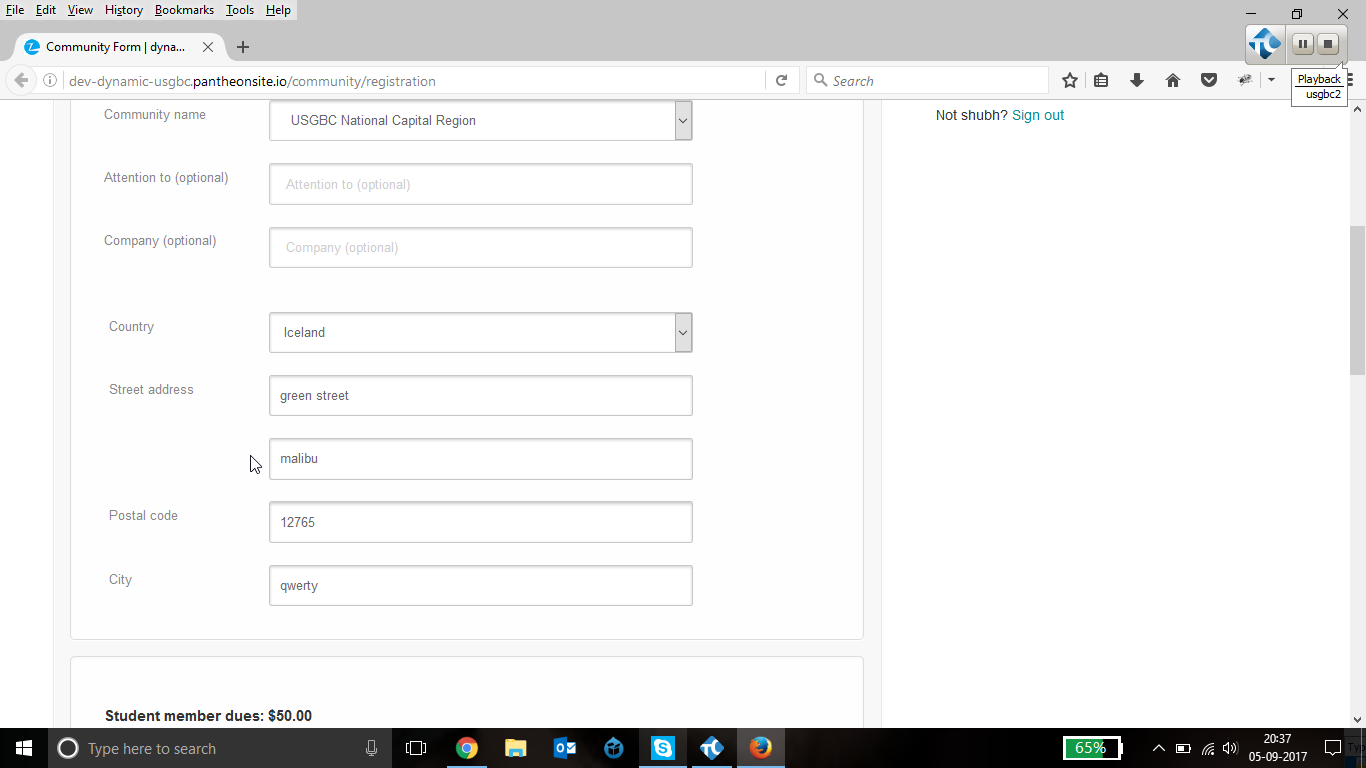 File Edit View History Bookmarks Tools Help
Community Form | dyna...
dev-dynamic-usgbc.pantheonsite.io/community/registration
Search
Playback
usgbc2
Community name
USGBC National Capital Region
Not shubh? Sign out
Attention to (optional)
Attention to (optional)
Company (optional)
Company (optional)
Country
Iceland
Street address
green street
malibu
Postal code
12765
City
qwerty
Student member dues: $50.00
Type here to search
65%
20:37
05-09-2017